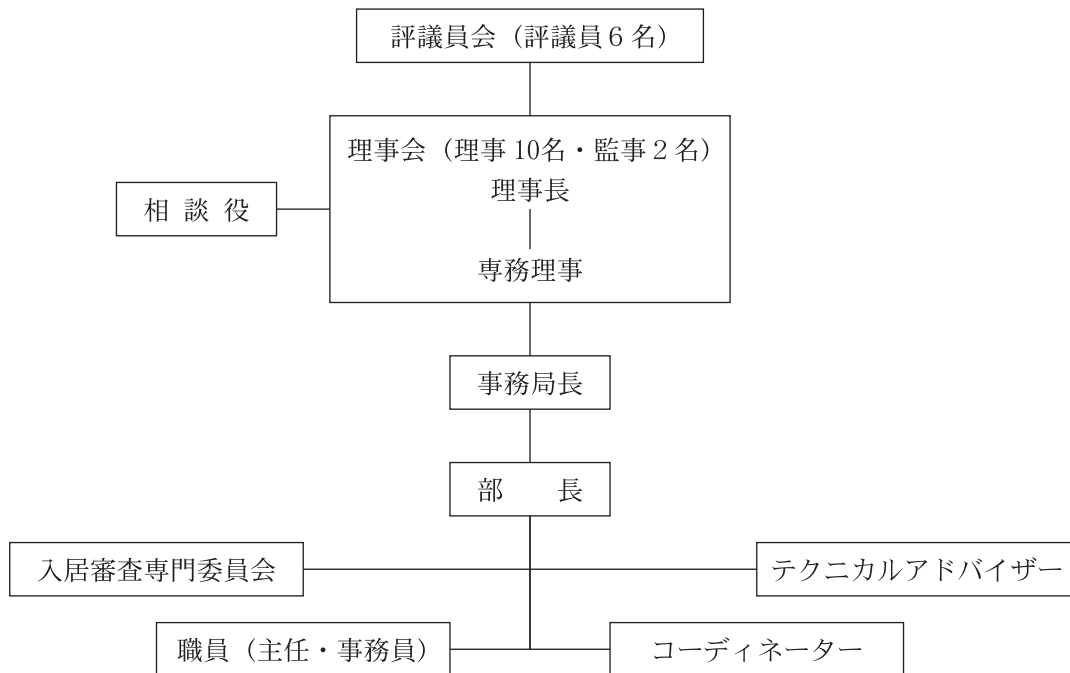 評議員会（評議員6名）
理事会（理事10名・監事2名）
理事長
相談役
専務理事
事務局長
部　長
入居審査専門委員会
テクニカルアドバイザー
職員（主任・事務員）
コーディネーター